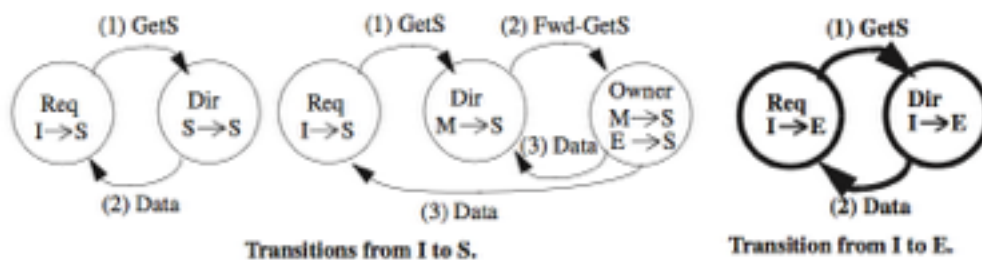 (1) GetS
Req
I→S
Dir
S→S
(2) Data
(1) GetS
(2) Fwd-GetS
Req
I→S
Dir
M→S
Owner
M→S
E→S
(3) Data
(3) Data
Transitions from I to S.
(1) GetS
Req
I→E
Dir
I→E
(2) Data
Transition from I to E.